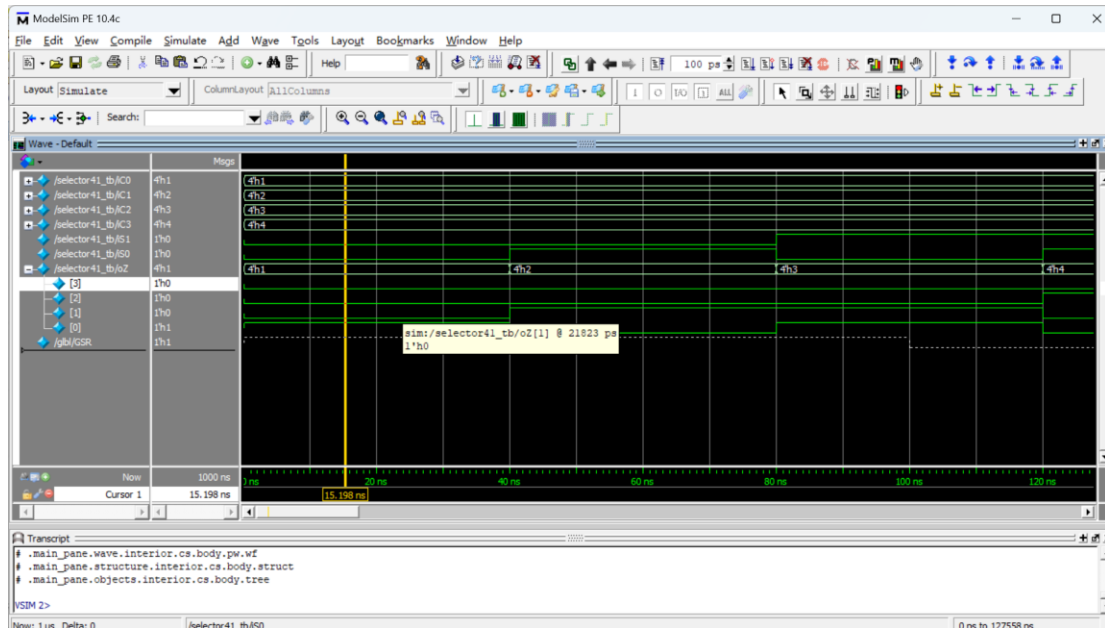 ModelSim PE 10.4c
File Edit View Compile Simulate Add Wave Tools Layout Bookmarks Window Help
Help 100 ps
Layout Simulate ColumnLayout AllColumns
Search:
Wave - Default
Msgs
/selector41_tb/iC0 4'h1 4'h1
/selector41_tb/iC1 4'h2 4'h2
/selector41_tb/iC2 4'h3 4'h3
/selector41_tb/iC3 4'h4 4'h4
/selector41_tb/iS1 1'h0
/selector41_tb/iS0 1'h0
/selector41_tb/oZ 4'h1 4'h1 4'h2 4'h3 4'h4
[3] 1'h0
[2] 1'h0
[1] 1'h0
[0] 1'h1
sim:/selector41_tb/oZ[1] @ 21823 ps
1'h0
/glbl/GSR 1'h1
Now 1000 ns 20 ns 40 ns 60 ns 80 ns 100 ns 120 ns
Cursor 1 15.198 ns 15.198 ns
Transcript
# .main_pane.wave.interior.cs.body.pw.wf
# .main_pane.structure.interior.cs.body.struct
# .main_pane.objects.interior.cs.body.tree
VSIM 2>
Now: 1 us Delta: 0 /selector41_tb/iS0 0 ps to 127558 ps